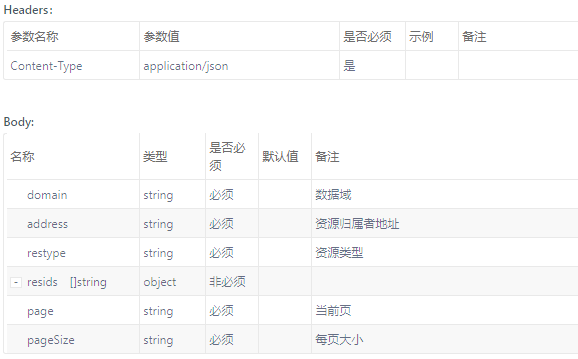 Headers:
参数名称 参数值 是否必须 示例 备注
Content-Type application/json 是
Body:
名称 类型 是否必须 默认值 备注
domain string 必须 数据域
address string 必须 资源归属者地址
restype string 必须 资源类型
- resids []string object 非必须
page string 必须 当前页
pageSize string 必须 每页大小